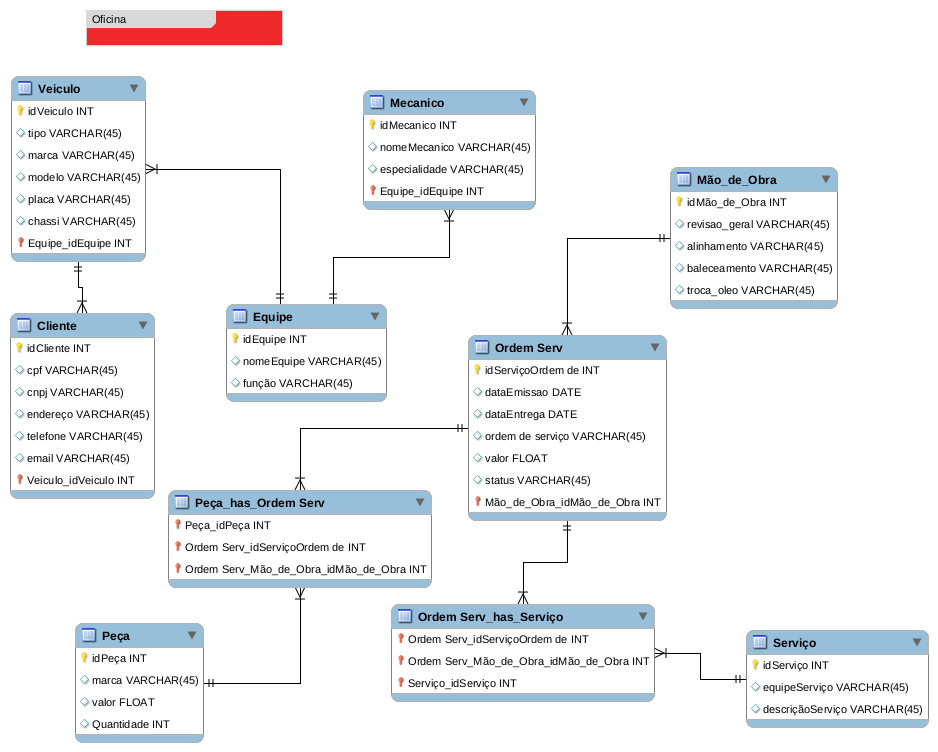 Oficina
Veiculo
idVeiculo INT
tipo VARCHAR(45)
marca VARCHAR(45)
modelo VARCHAR(45)
placa VARCHAR(45)
chassi VARCHAR(45)
Equipe_idEquipe INT
Mecanico
idMecanico INT
nomeMecanico VARCHAR(45)
especialidade VARCHAR(45)
Equipe_idEquipe INT
Mão_de_Obra
idMão_de_Obra INT
revisao_geral VARCHAR(45)
alinhamento VARCHAR(45)
baleceamento VARCHAR(45)
troca_oleo VARCHAR(45)
Cliente
idCliente INT
cpf VARCHAR(45)
cnpj VARCHAR(45)
endereço VARCHAR(45)
telefone VARCHAR(45)
email VARCHAR(45)
Veiculo_idVeiculo INT
Equipe
idEquipe INT
nomeEquipe VARCHAR(45)
função VARCHAR(45)
Ordem Serv
idServiçoOrdem de INT
dataEmissao DATE
dataEntrega DATE
ordem de serviço VARCHAR(45)
valor FLOAT
status VARCHAR(45)
Mão_de_Obra_idMão_de_Obra INT
Peça_has_Ordem Serv
Peça_idPeça INT
Ordem Serv_idServiçoOrdem de INT
Ordem Serv_Mão_de_Obra_idMão_de_Obra INT
Peça
idPeça INT
marca VARCHAR(45)
valor FLOAT
Quantidade INT
Ordem Serv_has_Serviço
Ordem Serv_idServiçoOrdem de INT
Ordem Serv_Mão_de_Obra_idMão_de_Obra INT
Serviço_idServiço INT
Serviço
idServiço INT
equipeServiço VARCHAR(45)
descriçãoServiço VARCHAR(45)